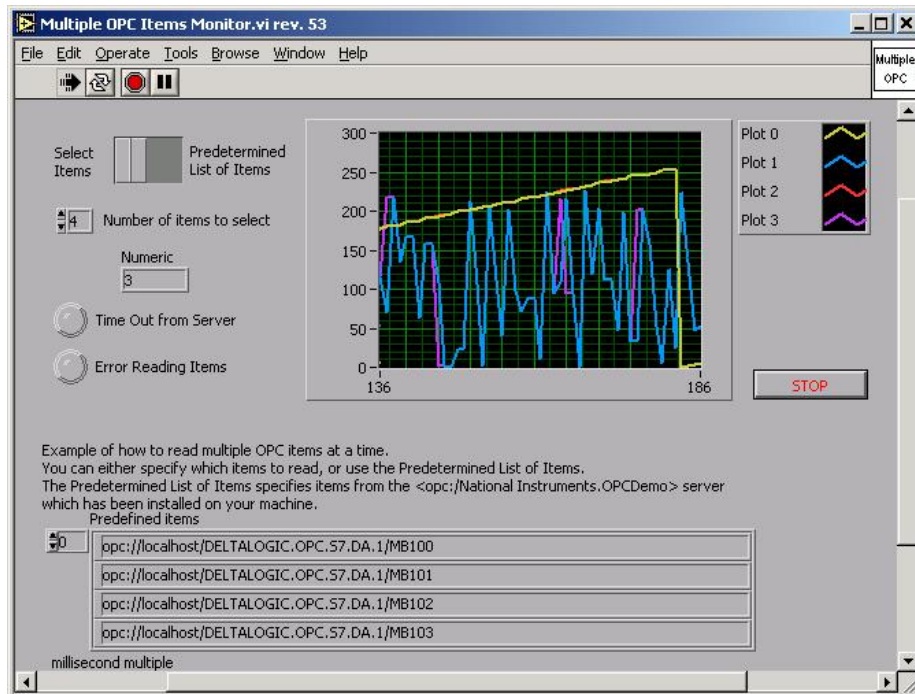 Multiple OPC Items Monitor.vi rev. 53
File Edit Operate Tools Browse Window Help
Multiple
OPC
Select
Items
Predetermined
List of Items
4 Number of items to select
Numeric
3
Time Out from Server
Error Reading Items
300
250
200
150
100
50
0
136
186
Plot 0
Plot 1
Plot 2
Plot 3
STOP
Example of how to read multiple OPC items at a time.
You can either specify which items to read, or use the Predetermined List of Items.
The Predetermined List of Items specifies items from the <opc:/National Instruments.OPCDemo> server
which has been installed on your machine.
Predefined items
0
opc://localhost/DELTALOGIC.OPC.S7.DA.1/MB100
opc://localhost/DELTALOGIC.OPC.S7.DA.1/MB101
opc://localhost/DELTALOGIC.OPC.S7.DA.1/MB102
opc://localhost/DELTALOGIC.OPC.S7.DA.1/MB103
millisecond multiple